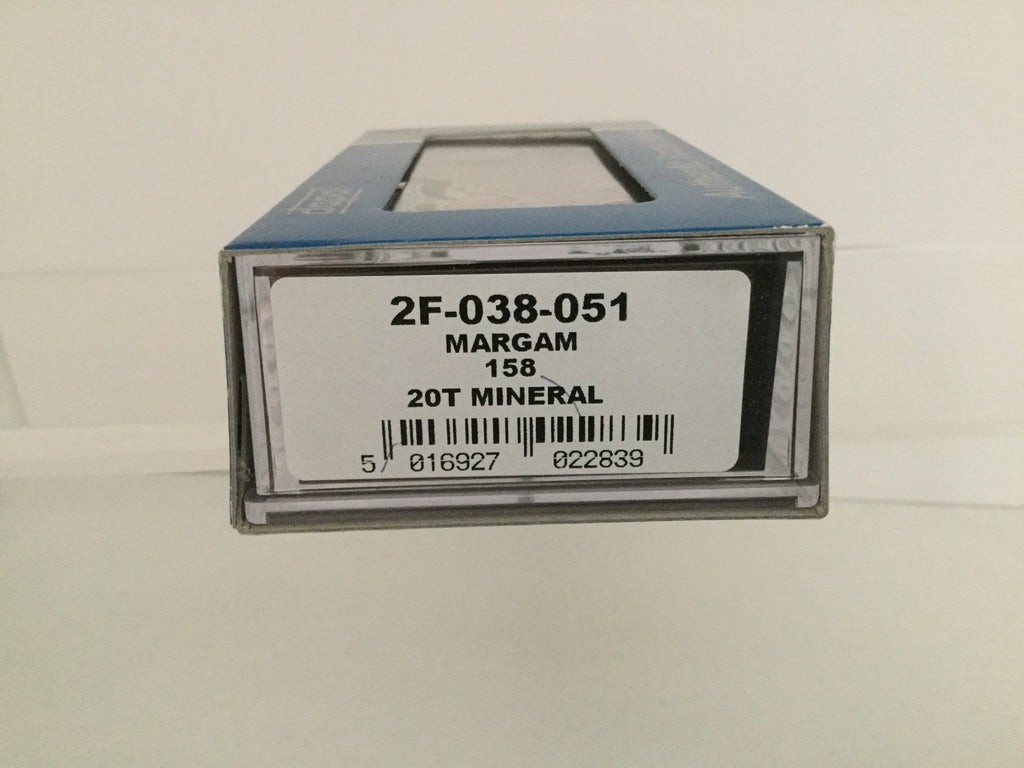 2F-038-051
MARGAM
158
20T MINERAL
5 016927 022839